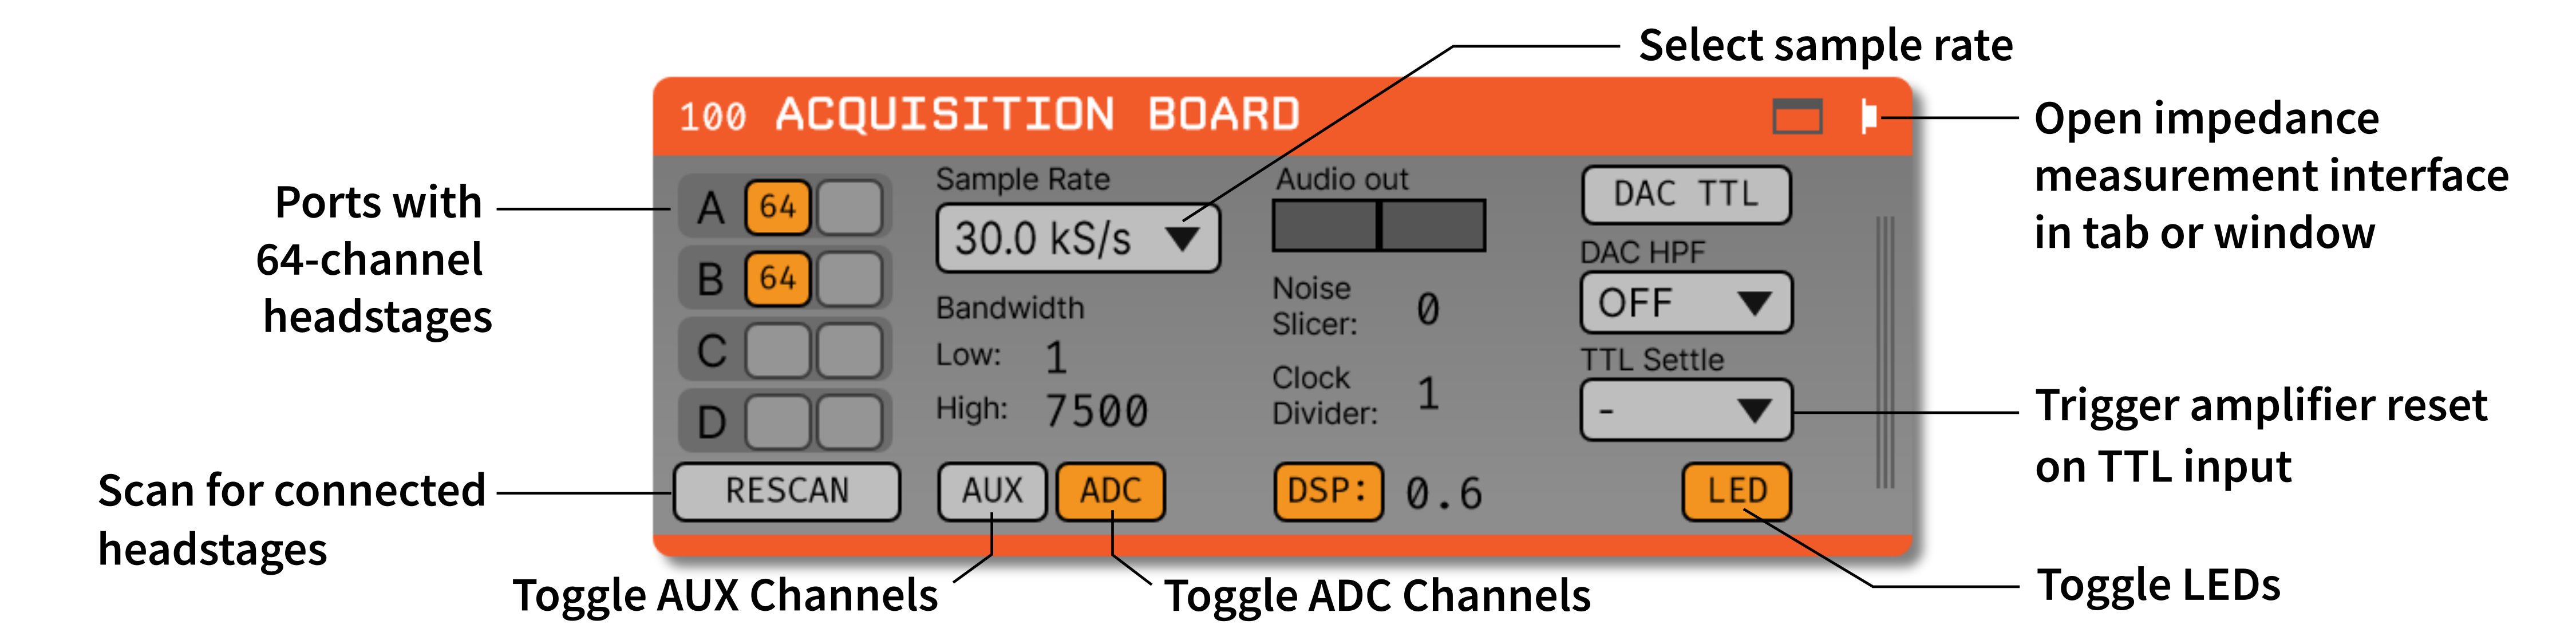 Select sample rate
100 ACQUISITION BOARD
Open impedance
measurement interface
in tab or window
Ports with
64-channel
headstages
A 64
B 64
C
D
RESCAN
Scan for connected
headstages
Sample Rate
30.0 kS/s
Bandwidth
Low: 1
High: 7500
AUX ADC
Toggle AUX Channels
Toggle ADC Channels
Audio out
Noise
Slicer: 0
Clock
Divider: 1
DSP: 0.6
DAC TTL
DAC HPF
OFF
TTL Settle
-
LED
Trigger amplifier reset
on TTL input
Toggle LEDs